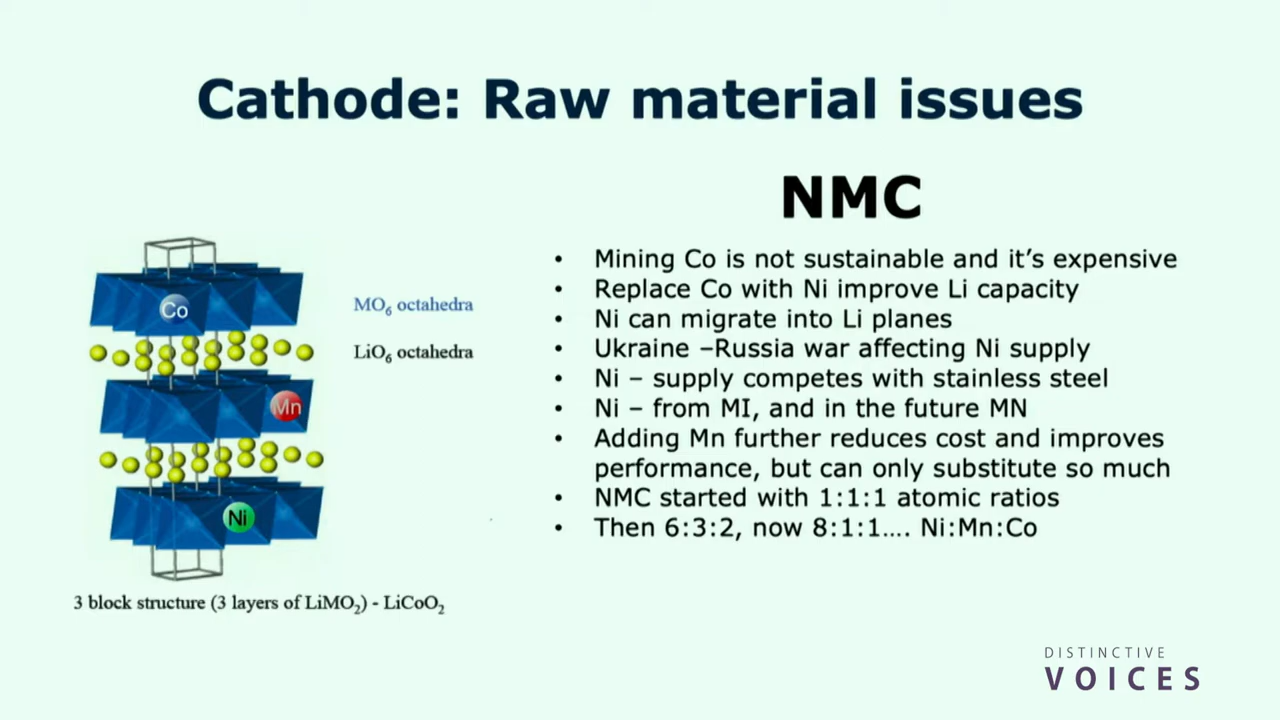 Cathode: Raw material issues
NMC
Co
Mn
Ni
MO₆ octahedra
LiO₆ octahedra
3 block structure (3 layers of LiMO₂) - LiCoO₂
• Mining Co is not sustainable and it’s expensive
• Replace Co with Ni improve Li capacity
• Ni can migrate into Li planes
• Ukraine –Russia war affecting Ni supply
• Ni – supply competes with stainless steel
• Ni – from MI, and in the future MN
• Adding Mn further reduces cost and improves
performance, but can only substitute so much
• NMC started with 1:1:1 atomic ratios
• Then 6:3:2, now 8:1:1…. Ni:Mn:Co
DISTINCTIVE
VOICES